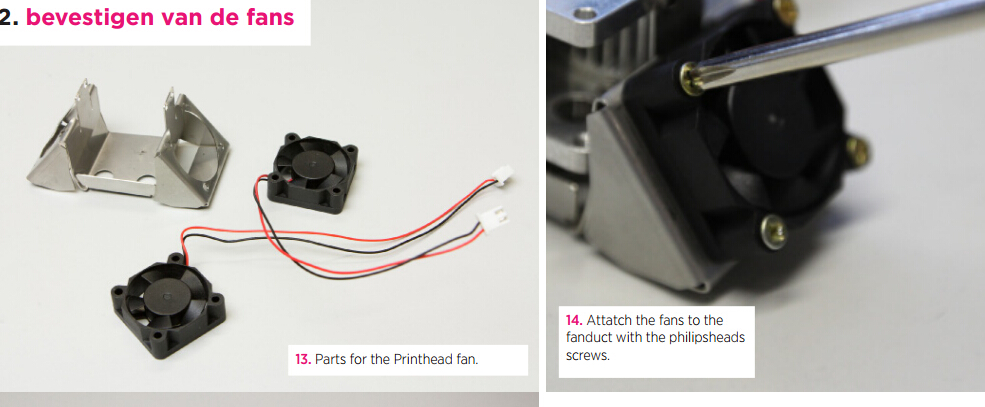 2. bevestigen van de fans
13. Parts for the Printhead fan.
14. Attatch the fans to the
fanduct with the philipsheads
screws.